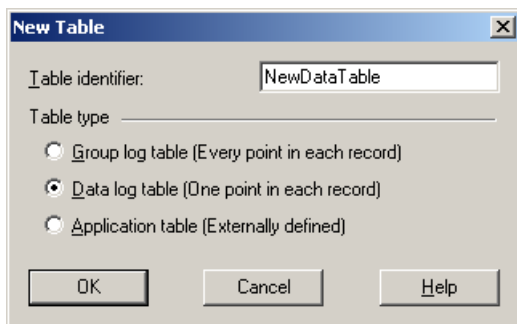 New Table
Table identifier: NewDataTable
Table type
Group log table (Every point in each record)
Data log table (One point in each record)
Application table (Externally defined)
OK Cancel Help